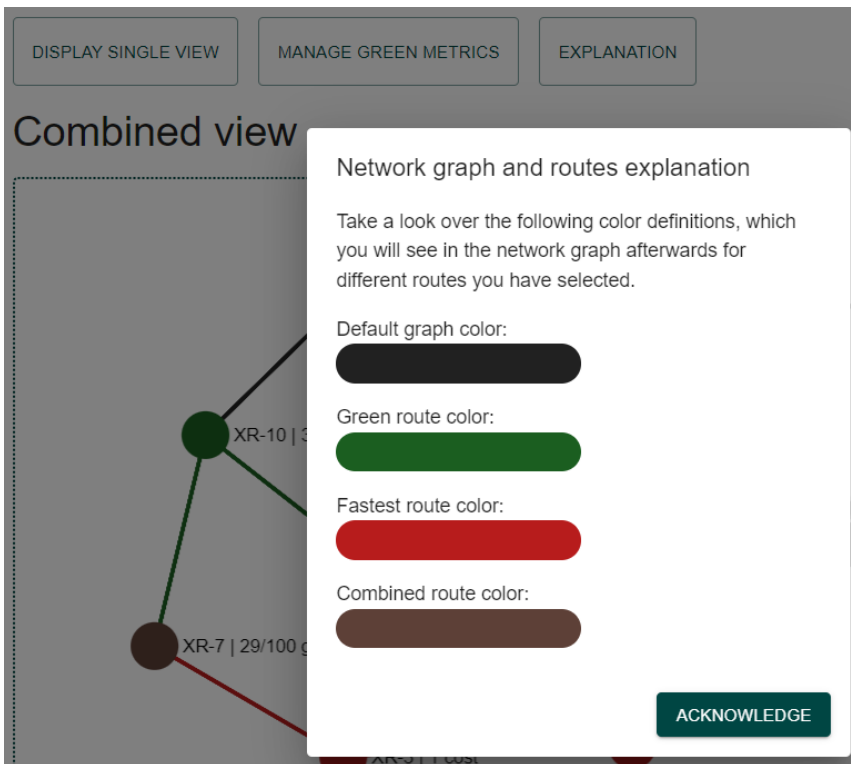 DISPLAY SINGLE VIEW
MANAGE GREEN METRICS
EXPLANATION
Combined view
Network graph and routes explanation
Take a look over the following color definitions, which
you will see in the network graph afterwards for
different routes you have selected.
Default graph color:
Green route color:
XR-10 | 3
Fastest route color:
Combined route color:
XR-7 | 29/100 g
ACKNOWLEDGE